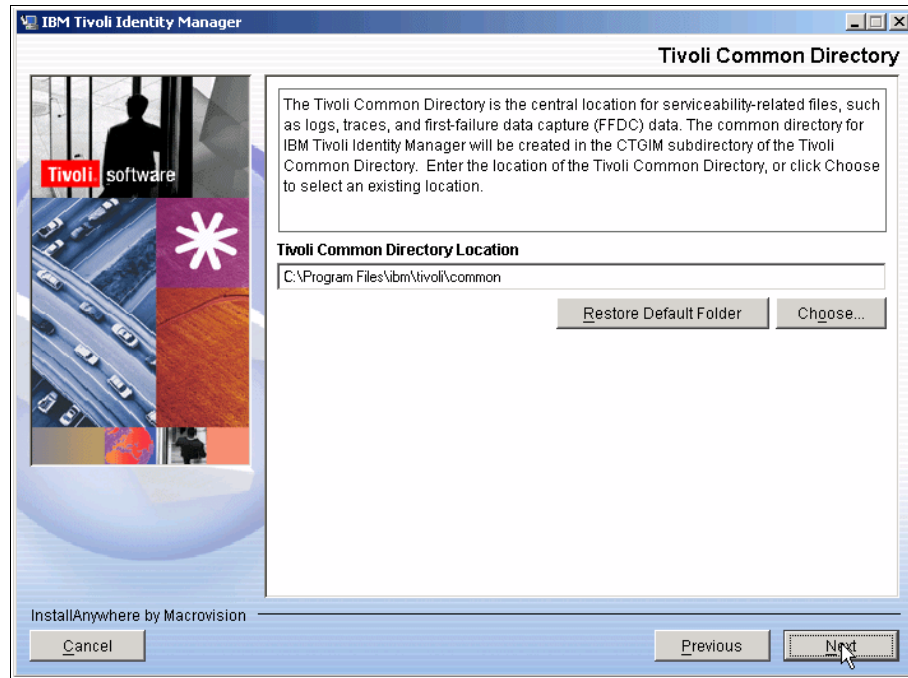 IBM Tivoli Identity Manager
Tivoli Common Directory
The Tivoli Common Directory is the central location for serviceability-related files, such
as logs, traces, and first-failure data capture (FFDC) data. The common directory for
IBM Tivoli Identity Manager will be created in the CTGIM subdirectory of the Tivoli
Common Directory. Enter the location of the Tivoli Common Directory, or click Choose
to select an existing location.
Tivoli. software
Tivoli Common Directory Location
C:\Program Files\ibm\tivoli\common
Restore Default Folder
Choose...
InstallAnywhere by Macrovision
Cancel
Previous
Next